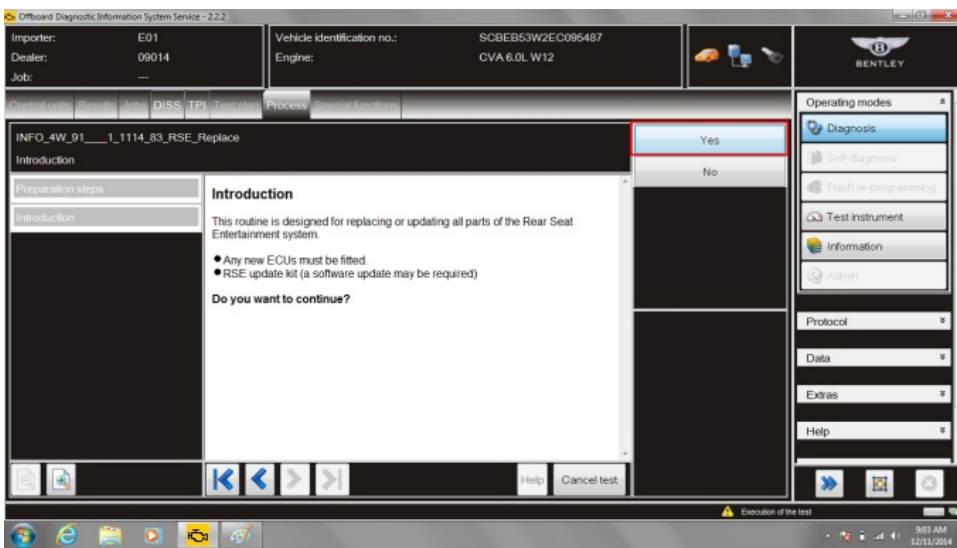 Offboard Diagnostic Information System Service - 2.2.2
Importer: E01
Dealer: 09014
Job: ---
Vehicle identification no.: SCBEB53W2EC095487
Engine: CVA 6.0L W12
BENTLEY
Control units Results Jobs DISS TPI Test plan Process Special functions
INFO_4W_91____1_1114_83_RSE_Replace
Introduction
Preparation steps
Introduction
Introduction
This routine is designed for replacing or updating all parts of the Rear Seat
Entertainment system.
● Any new ECUs must be fitted.
● RSE update kit (a software update may be required)
Do you want to continue?
Help Cancel test
Yes
No
Operating modes
Diagnosis
Self-diagnosis
Flash re-programming
Test instrument
Information
Admin
Protocol
Data
Extras
Help
Execution of the test
9:03 AM
12/11/2014